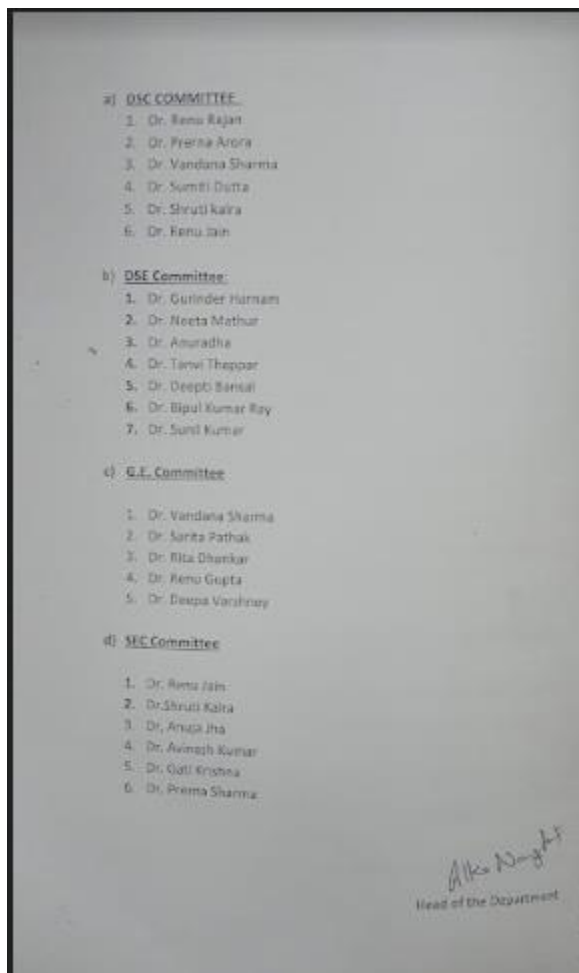 a) DSC COMMITTEE
1. Dr. Renu Rajan
2. Dr. Prerna Arora
3. Dr. Vandana Sharma
4. Dr. Sumiti Dutta
5. Dr. Shruti kalra
6. Dr. Renu Jain
b) DSE Committee:
1. Dr. Gurinder Harnam
2. Dr. Neeta Mathur
3. Dr. Anuradha
4. Dr. Tanvi Thappar
5. Dr. Deepti Bansal
6. Dr. Bipul Kumar Ray
7. Dr. Sunil Kumar
c) G.E. Committee
1. Dr. Vandana Sharma
2. Dr. Sarita Pathak
3. Dr. Rita Dhankar
4. Dr. Renu Gupta
5. Dr. Deepa Varshney
d) SEC Committee
1. Dr. Renu Jain
2. Dr.Shruti Kalra
3. Dr, Anuja Jha
4. Dr. Avinash Kumar
5. Dr. Gati Krishna
6. Dr. Prerna Sharma
Head of the Department